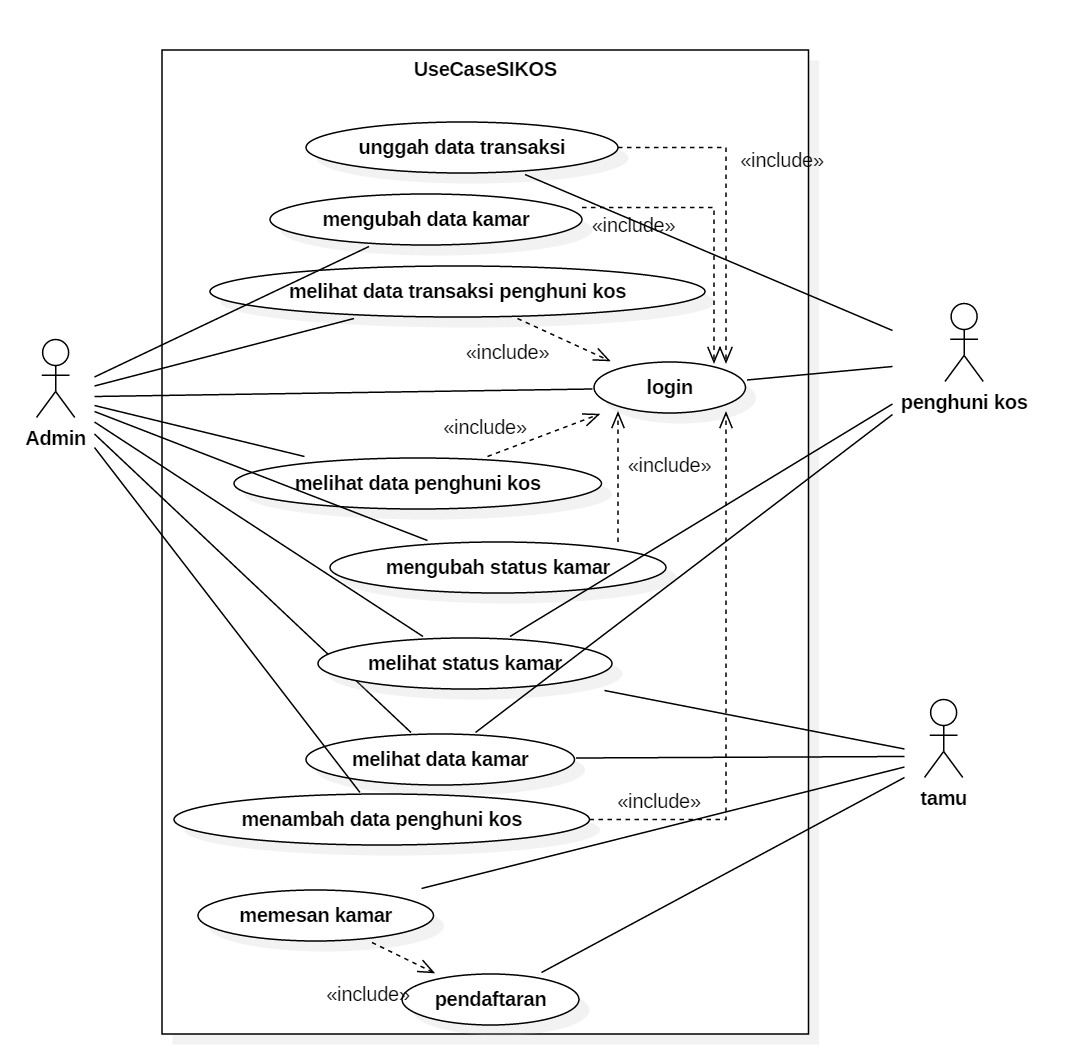 UseCaseSIKOS
unggah data transaksi
«include»
mengubah data kamar
«include»
melihat data transaksi penghuni kos
«include»
login
penghuni kos
Admin
«include»
«include»
melihat data penghuni kos
mengubah status kamar
melihat status kamar
melihat data kamar
tamu
«include»
menambah data penghuni kos
memesan kamar
«include»
pendaftaran